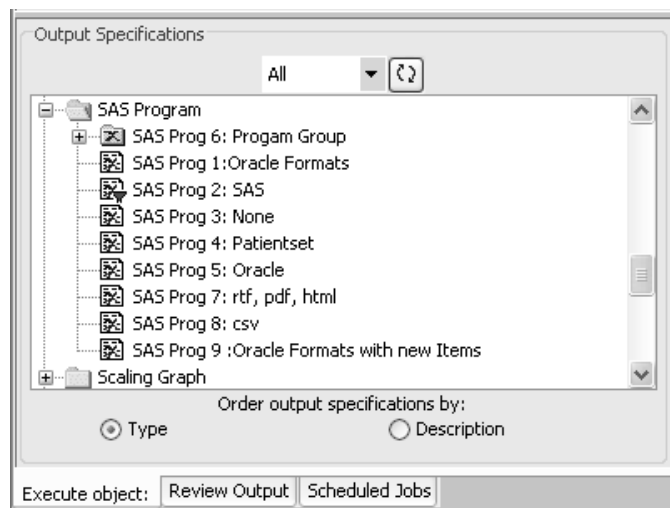 Output Specifications
All
SAS Program
SAS Prog 6: Progam Group
SAS Prog 1:Oracle Formats
SAS Prog 2: SAS
SAS Prog 3: None
SAS Prog 4: Patientset
SAS Prog 5: Oracle
SAS Prog 7: rtf, pdf, html
SAS Prog 8: csv
SAS Prog 9 :Oracle Formats with new Items
Scaling Graph
Order output specifications by:
Type Description
Execute object: Review Output Scheduled Jobs